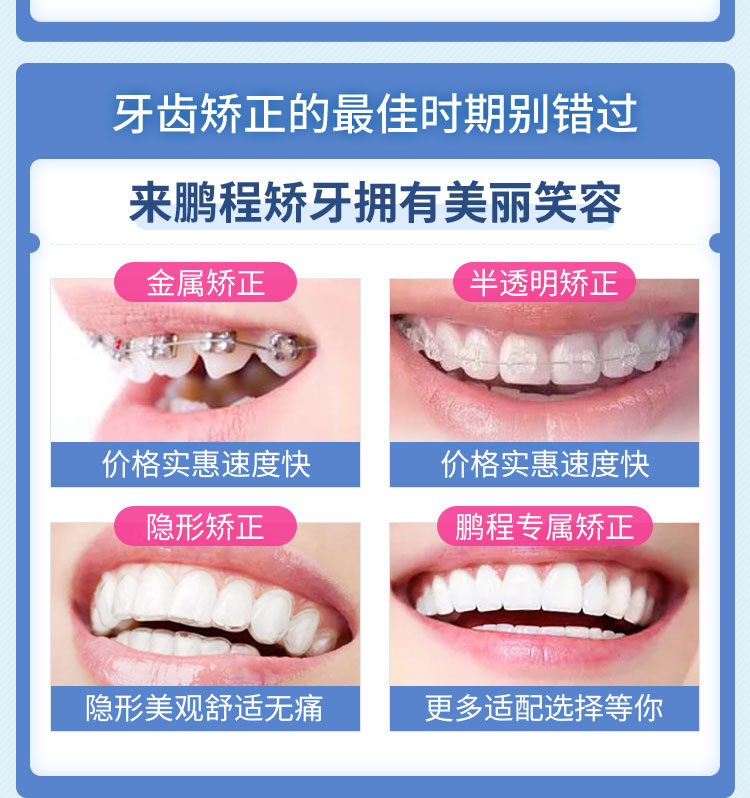 牙齿矫正的最佳时期别错过
来鹏程矫牙拥有美丽笑容
金属矫正
半透明矫正
价格实惠速度快
价格实惠速度快
隐形矫正
鹏程专属矫正
隐形美观舒适无痛
更多适配选择等你